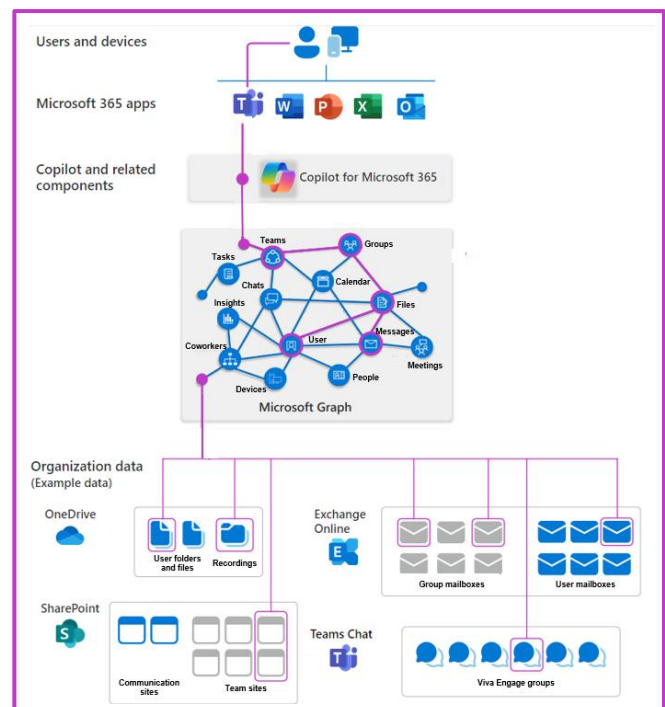 Users and devices
Microsoft 365 apps
Copilot and related
components
Copilot for Microsoft 365
Teams
Groups
Tasks
Calendar
Chats
Insights
Files
User
Messages
Coworkers
Meetings
Devices
People
Microsoft Graph
Organization data
(Example data)
OneDrive
User folders
and files
Recordings
Exchange
Online
Group mailboxes
User mailboxes
SharePoint
Communication
sites
Team sites
Teams Chat
Viva Engage groups